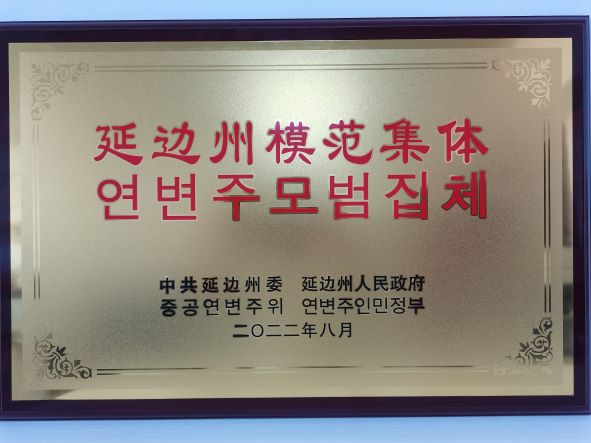 延边州模范集体
연변주모범집체
中共延边州委 延边州人民政府
중공연변주위 연변주인민정부
二〇二二年八月